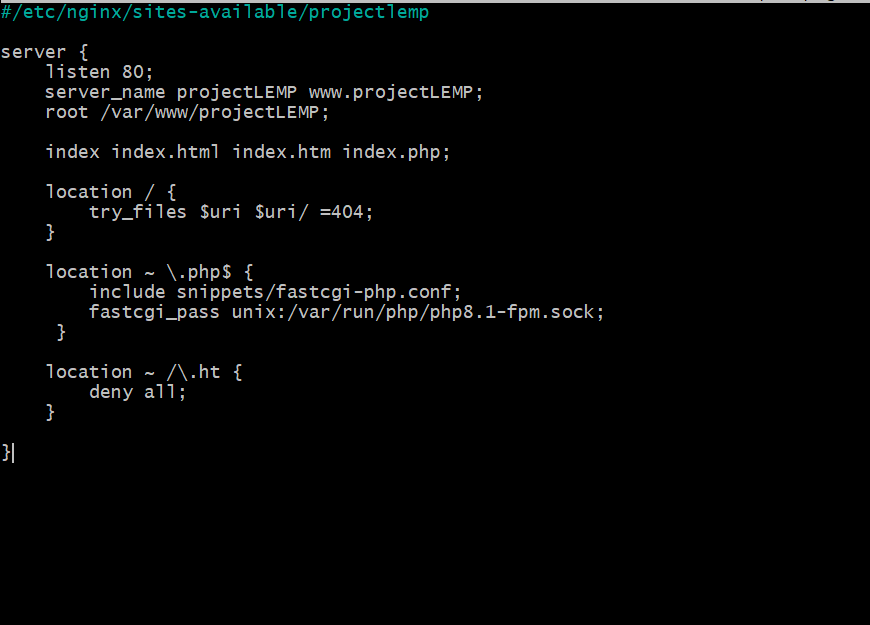 #/etc/nginx/sites-available/projectlemp
server {
    listen 80;
    server_name projectLEMP www.projectLEMP;
    root /var/www/projectLEMP;
    index index.html index.htm index.php;
    location / {
        try_files $uri $uri/ =404;
    }
    location ~ \.php$ {
        include snippets/fastcgi-php.conf;
        fastcgi_pass unix:/var/run/php/php8.1-fpm.sock;
     }
    location ~ /\.ht {
        deny all;
    }
}